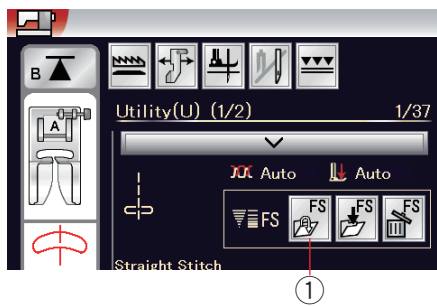 B
Utility(U) (1/2) 1/37
A
Auto Auto
FS FS FS FS
Straight Stitch
1